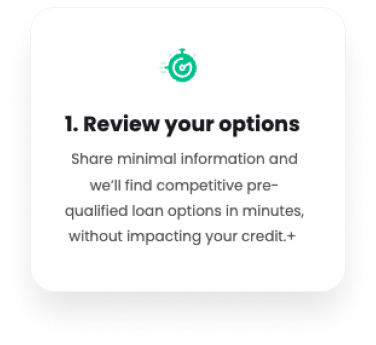 1. Review your options
Share minimal information and
we'll find competitive pre-
qualified loan options in minutes,
without impacting your credit.+